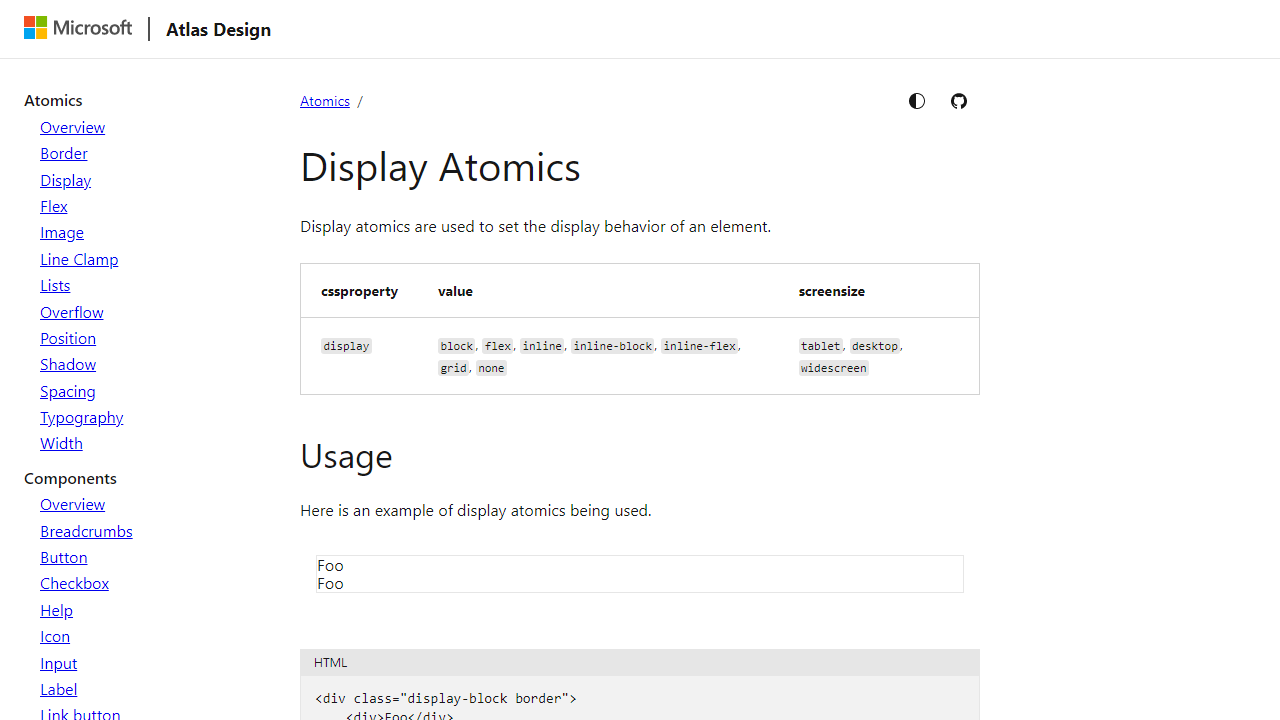 Microsoft
Atlas Design
Atomics
Overview
Border
Display
Flex
Image
Line Clamp
Lists
Overflow
Position
Shadow
Spacing
Typography
Width
Components
Overview
Breadcrumbs
Button
Checkbox
Help
Icon
Input
Label
Link button
Atomics /
Display Atomics
Display atomics are used to set the display behavior of an element.
cssproperty value screensize
display block, flex, inline, inline-block, inline-flex, tablet, desktop,
grid, none widescreen
Usage
Here is an example of display atomics being used.
Foo
Foo
HTML
<div class="display-block border">
    <div>Foo</div>